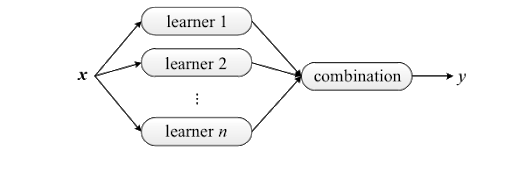 learner 1
learner 2
x
combination
y
⋮
learner n